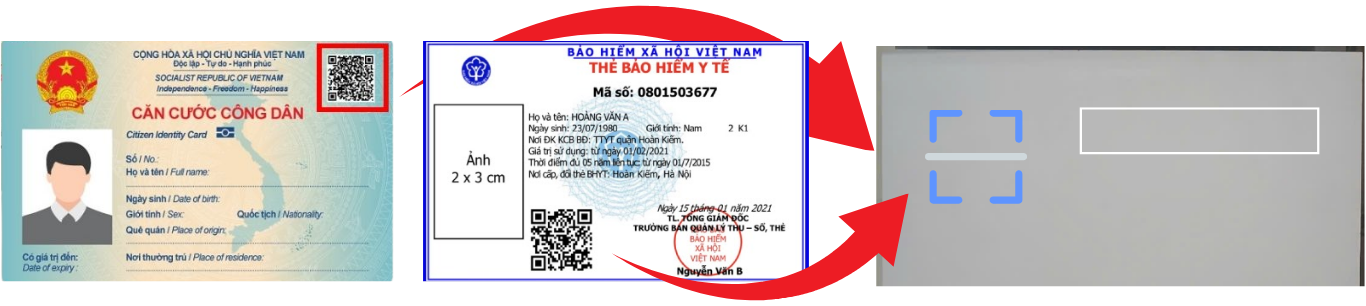 CỘNG HÒA XÃ HỘI CHỦ NGHĨA VIỆT NAM
Độc lập - Tự do - Hạnh phúc
SOCIALIST REPUBLIC OF VIETNAM
Independence - Freedom - Happiness
CĂN CƯỚC CÔNG DÂN
Citizen Identity Card
Số / No.:
Họ và tên / Full name:
Ngày sinh / Date of birth:
Giới tính / Sex: Quốc tịch / Nationality:
Quê quán / Place of origin:
Có giá trị đến:
Date of expiry:
Nơi thường trú / Place of residence:
BẢO HIỂM XÃ HỘI VIỆT NAM
THẺ BẢO HIỂM Y TẾ
Mã số: 0801503677
Họ và tên: HOÀNG VĂN A
Ngày sinh: 23/07/1980 Giới tính: Nam 2 K1
Nơi ĐK KCB BĐ: TTYT quận Hoàn Kiếm.
Giá trị sử dụng: từ ngày 01/02/2021
Thời điểm đủ 05 năm liên tục: từ ngày 01/7/2015
Nơi cấp, đổi thẻ BHYT: Hoàn Kiếm, Hà Nội
Ảnh
2 x 3 cm
Ngày 15 tháng 01 năm 2021
TL. TỔNG GIÁM ĐỐC
TRƯỞNG BAN QUẢN LÝ THU – SỔ, THẺ
BẢO HIỂM
XÃ HỘI
VIỆT NAM
Nguyễn Văn B